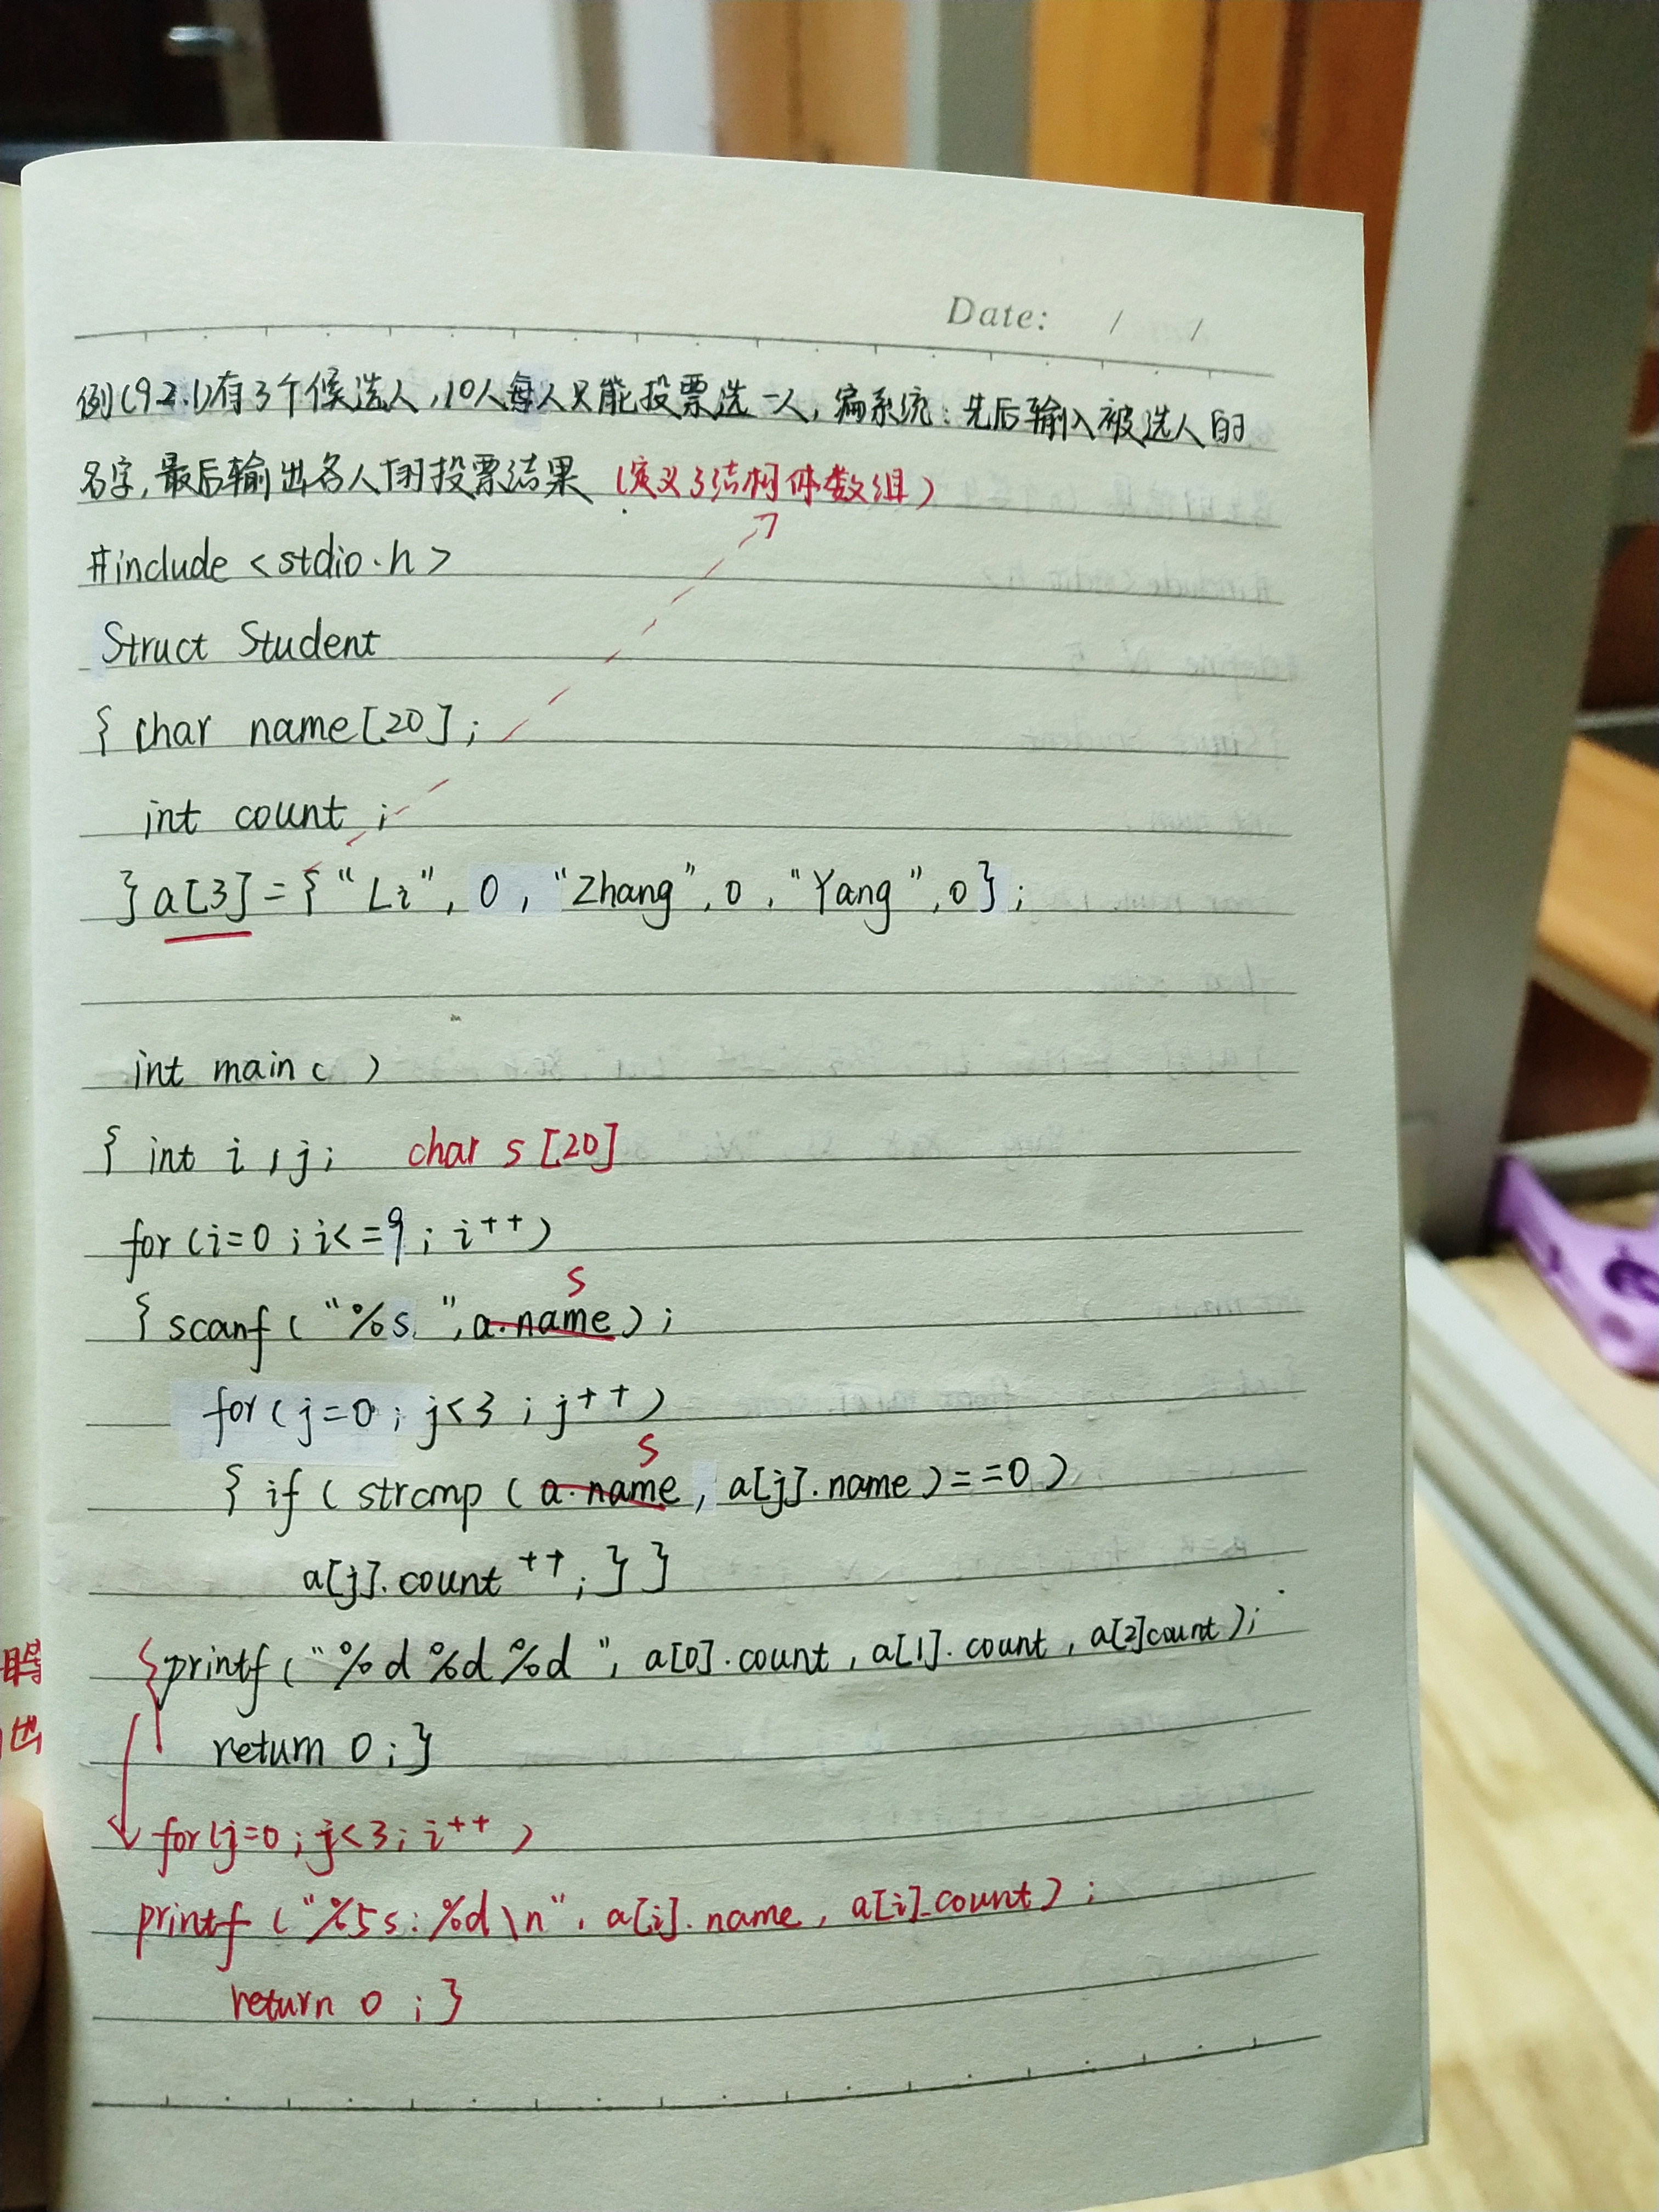 Date: / /
例(9.2.1)有3个候选人,10人每人只能投票选一人,编系统:先后输入被选人的
名字,最后输出各人的投票结果 (定义了结构体数组)
#include <stdio.h>
Struct Student
{ char name[20];
int count ;
} a[3] = { "Li", 0, "Zhang", 0, "Yang", 0 };
int main ( )
{ int i, j; char s [20]
for (i=0 ; i<=9 ; i++)
s
{ scanf ( "%s ", a.name ) ;
for ( j=0 ; j<3 ; j++ )
s
{ if ( strcmp ( a.name , a[j].name ) ==0 )
a[j].count ++; } }
{ printf ( "%d %d %d ", a[0].count , a[1].count , a[2]count ) ;
return 0 ; }
for (j=0 ; j<3 ; i++ )
printf ( "%5s : %d \n", a[i].name , a[i].count ) ;
return 0 ; }
出